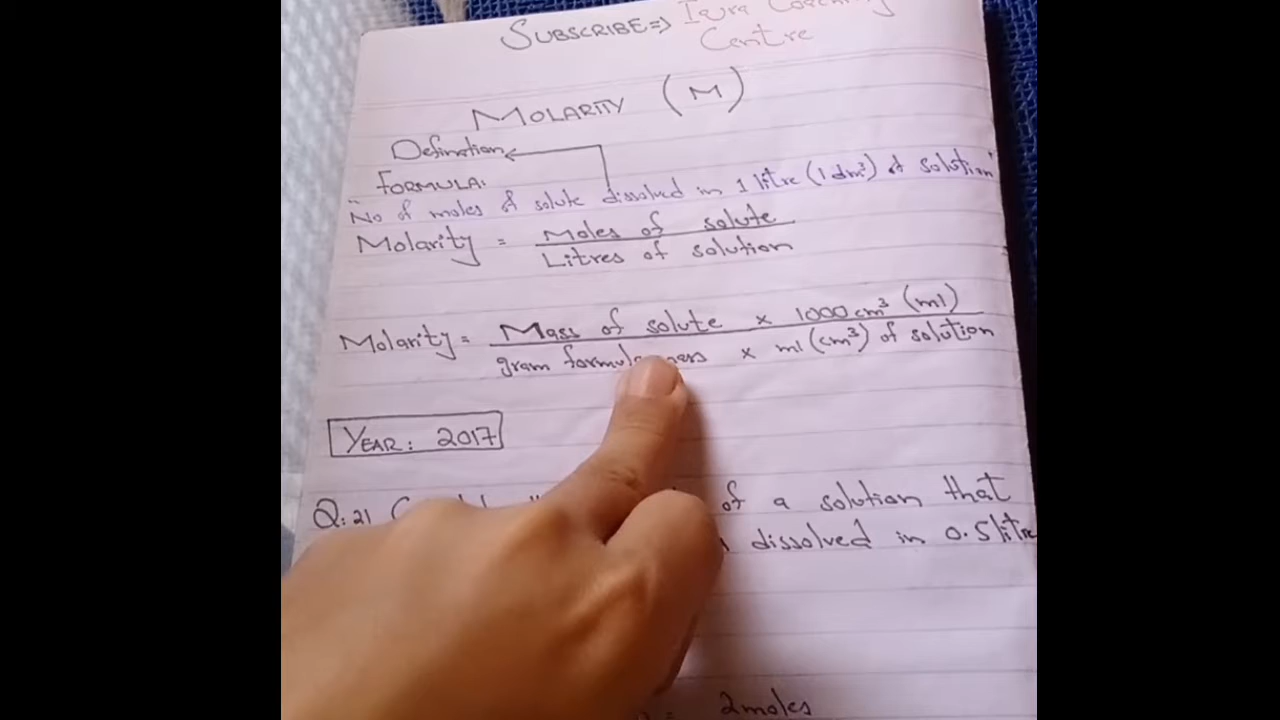 SUBSCRIBE => Iqra Coaching
Centre
MOLARITY (M)
Definition
FORMULA:
"No of moles of solute dissolved in 1 litre (1 dm³) of solution"
Molarity = Moles of solute
Litres of solution
Molarity = Mass of solute × 1000 cm³ (ml)
gram formula mass × ml (cm³) of solution
YEAR: 2017
Q:21 of a solution that
dissolved in 0.5 litre
= 2 moles